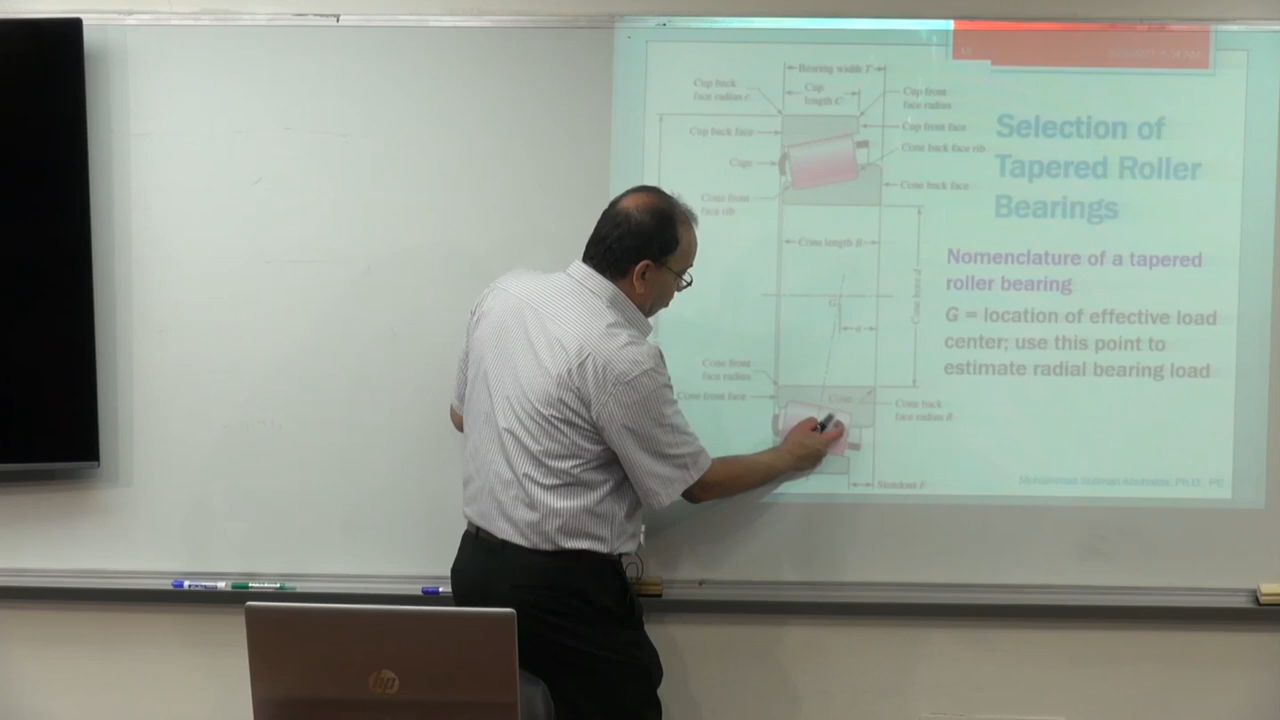 Bearing width T
Cup back
face radius r
Cup
length C
Cup front
face radius
Cup back face
Cup front face
Cage
Cone back face rib
Cone front
face rib
Cone back face
Cone length B
Cone bore d
G
a
Cone front
face radius
Cone front face
Cone
Cone back
face radius R
Standout F
Selection of
Tapered Roller
Bearings
Nomenclature of a tapered
roller bearing
G = location of effective load
center; use this point to
estimate radial bearing load
Ph.D., PE
hp